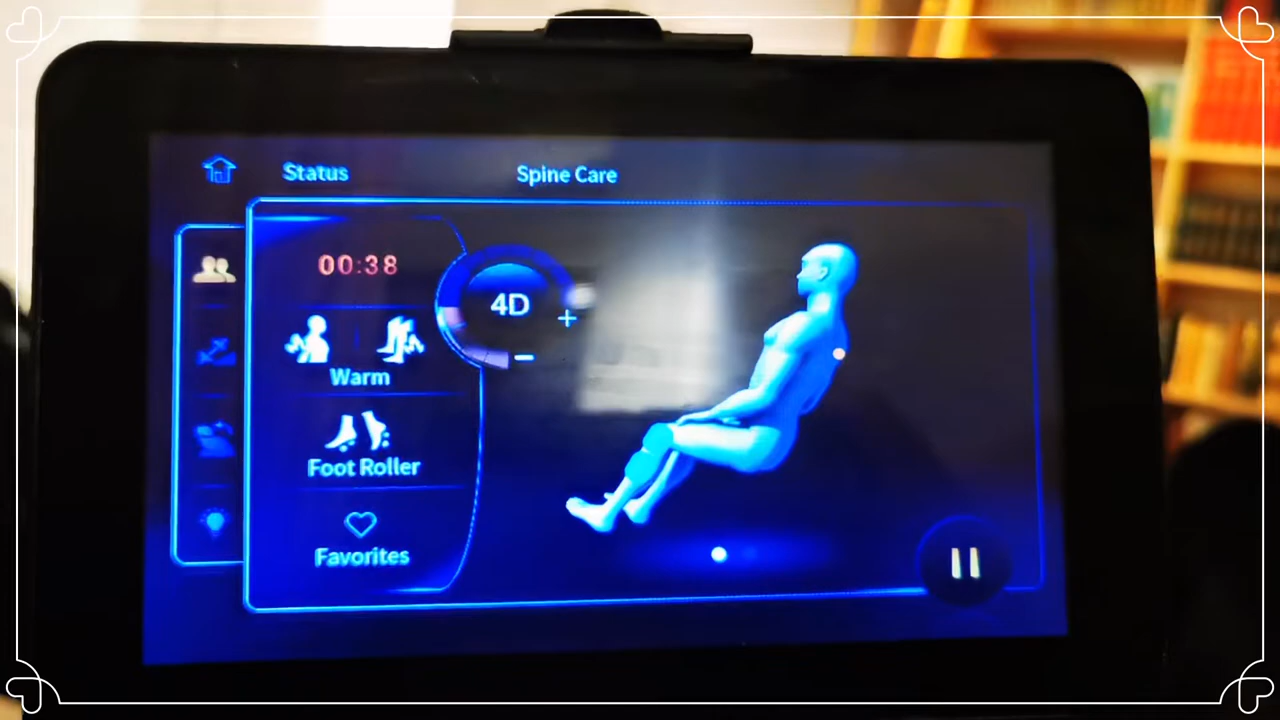 Status
Spine Care
00:38
4D
+
-
Warm
Foot Roller
Favorites